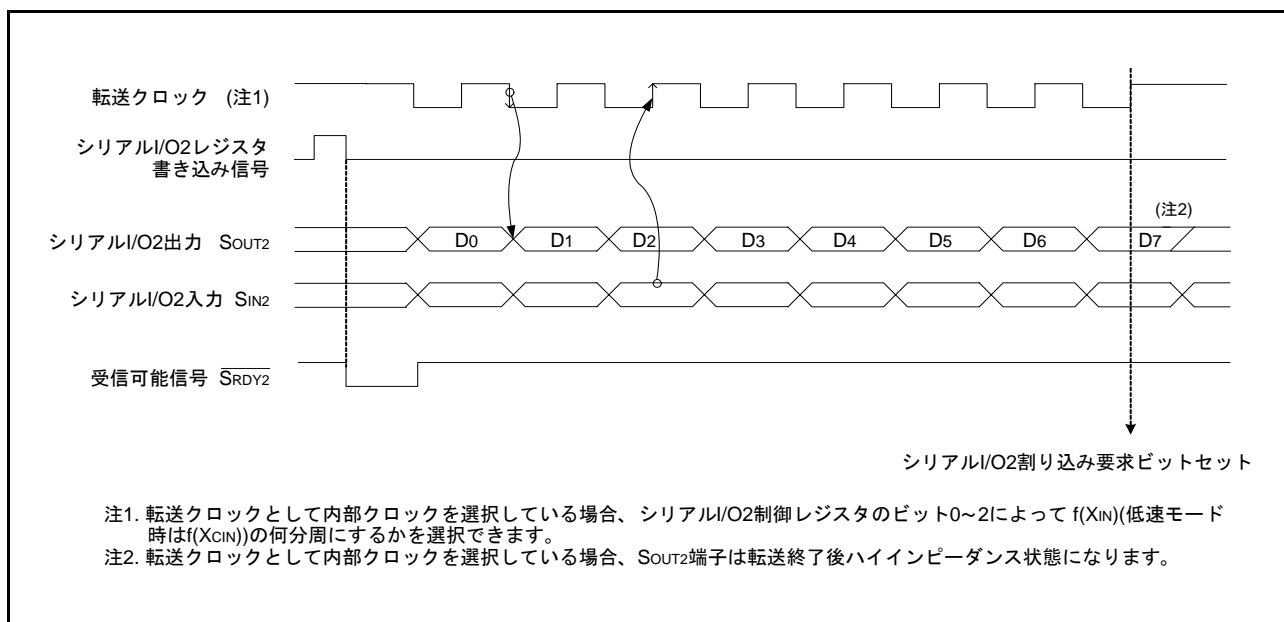 転送クロック (注1)
シリアルI/O2レジスタ
書き込み信号
(注2)
シリアルI/O2出力 SOUT2
D0 D1 D2 D3 D4 D5 D6 D7
シリアルI/O2入力 SIN2
受信可能信号 SRDY2
シリアルI/O2割り込み要求ビットセット
注1. 転送クロックとして内部クロックを選択している場合、シリアルI/O2制御レジスタのビット0~2によって f(XIN)(低速モード
時はf(XCIN))の何分周にするかを選択できます。
注2. 転送クロックとして内部クロックを選択している場合、SOUT2端子は転送終了後ハイインピーダンス状態になります。